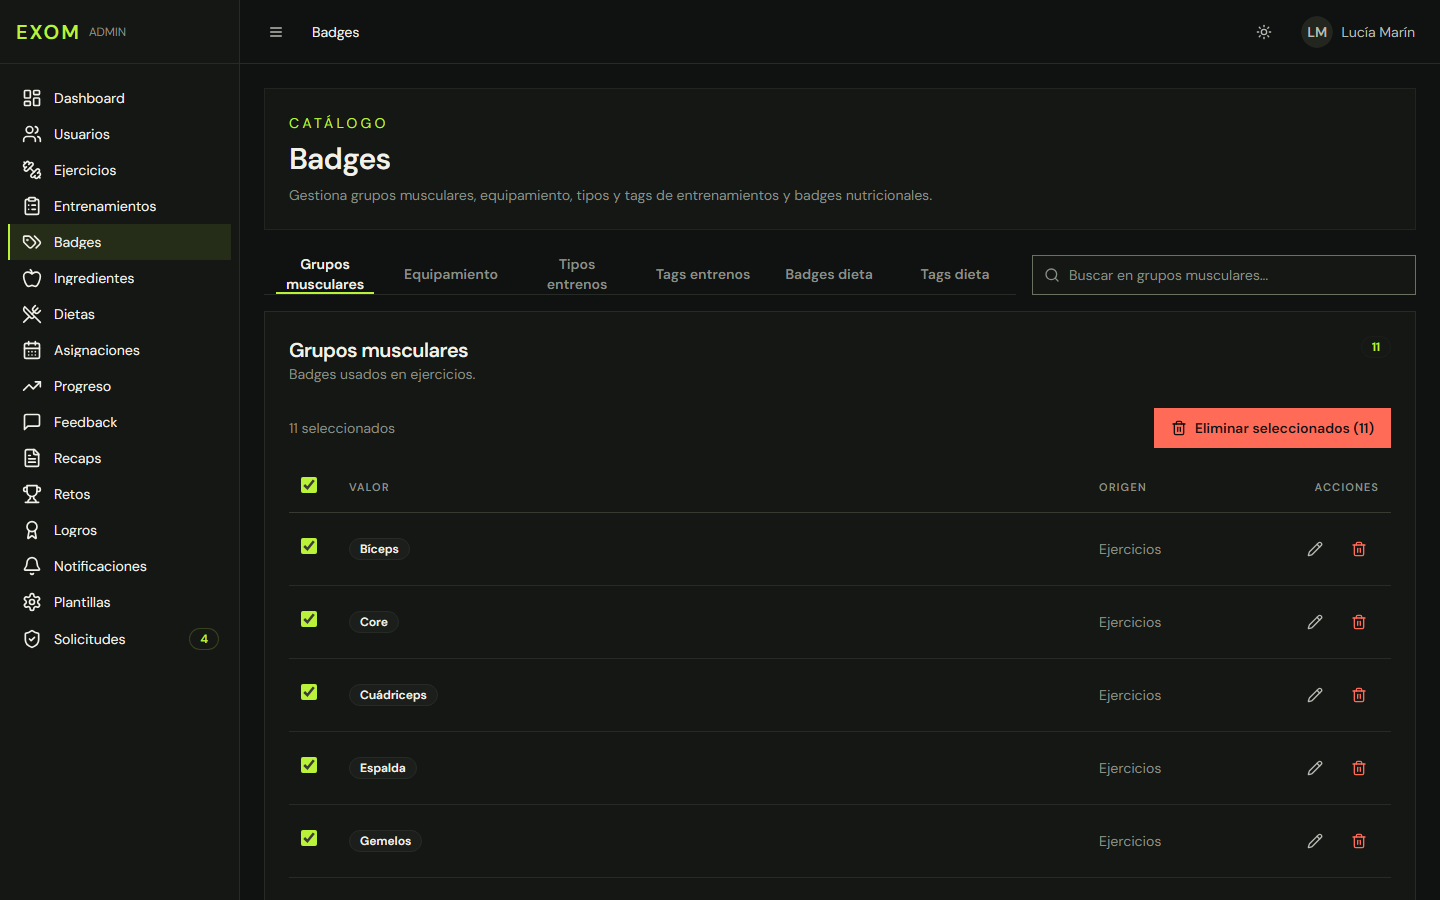 EXOM ADMIN
Badges
LM Lucía Marín
Dashboard
Usuarios
Ejercicios
Entrenamientos
Badges
Ingredientes
Dietas
Asignaciones
Progreso
Feedback
Recaps
Retos
Logros
Notificaciones
Plantillas
Solicitudes 4
CATÁLOGO
Badges
Gestiona grupos musculares, equipamiento, tipos y tags de entrenamientos y badges nutricionales.
Grupos
musculares
Equipamiento
Tipos
entrenos
Tags entrenos
Badges dieta
Tags dieta
Buscar en grupos musculares...
Grupos musculares
11
Badges usados en ejercicios.
11 seleccionados
Eliminar seleccionados (11)
VALOR ORIGEN ACCIONES
Bíceps Ejercicios
Core Ejercicios
Cuádriceps Ejercicios
Espalda Ejercicios
Gemelos Ejercicios